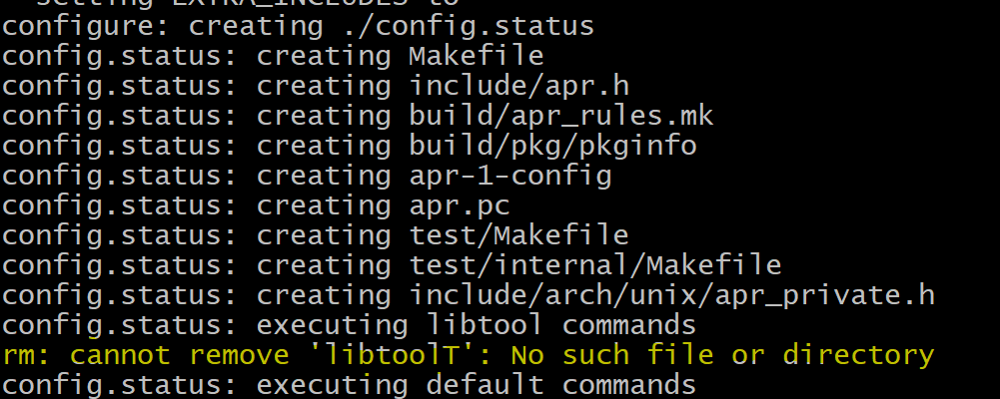 setting EXTRA_INCLUDES to
configure: creating ./config.status
config.status: creating Makefile
config.status: creating include/apr.h
config.status: creating build/apr_rules.mk
config.status: creating build/pkg/pkginfo
config.status: creating apr-1-config
config.status: creating apr.pc
config.status: creating test/Makefile
config.status: creating test/internal/Makefile
config.status: creating include/arch/unix/apr_private.h
config.status: executing libtool commands
rm: cannot remove 'libtoolT': No such file or directory
config.status: executing default commands